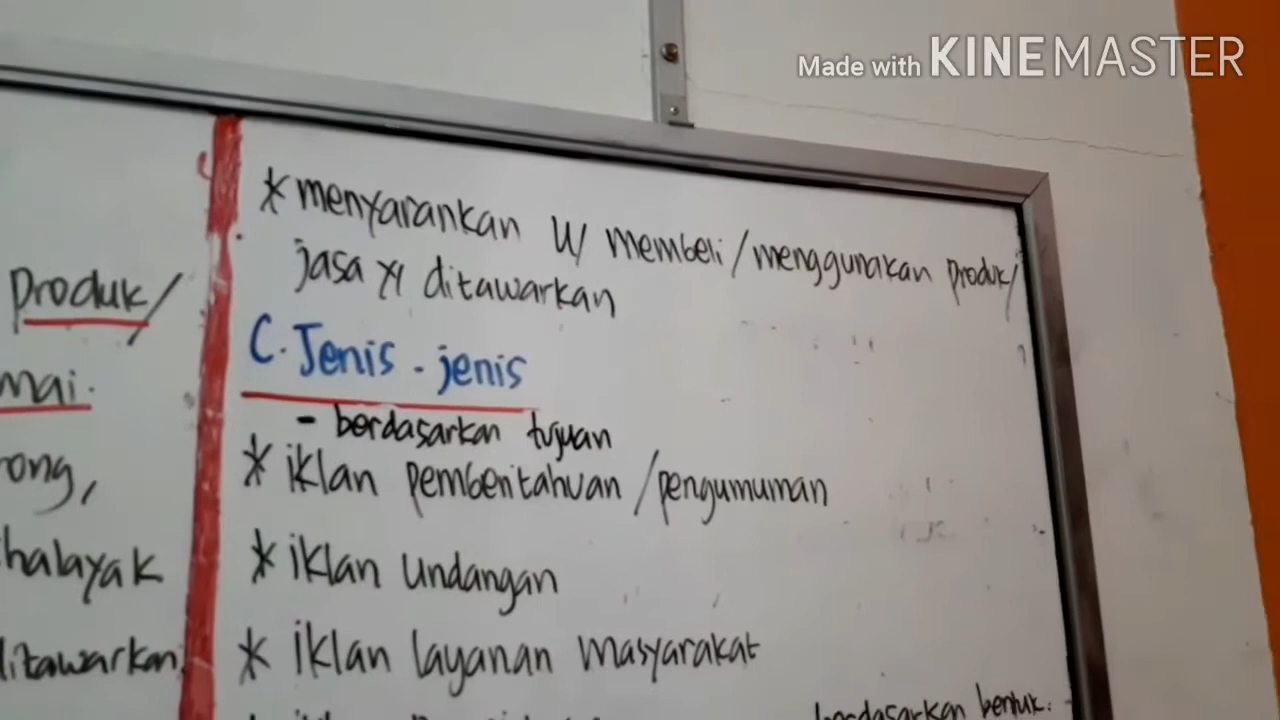 Made with KINEMASTER
Produk/
mai.
rong,
halayak
ditawarkan
* menyarankan U/ membeli/menggunakan produk/
jasa yg ditawarkan
C. Jenis - jenis
- berdasarkan tujuan
* iklan pemberitahuan /pengumuman
* iklan undangan
* iklan layanan masyarakat
berdasarkan bentuk.